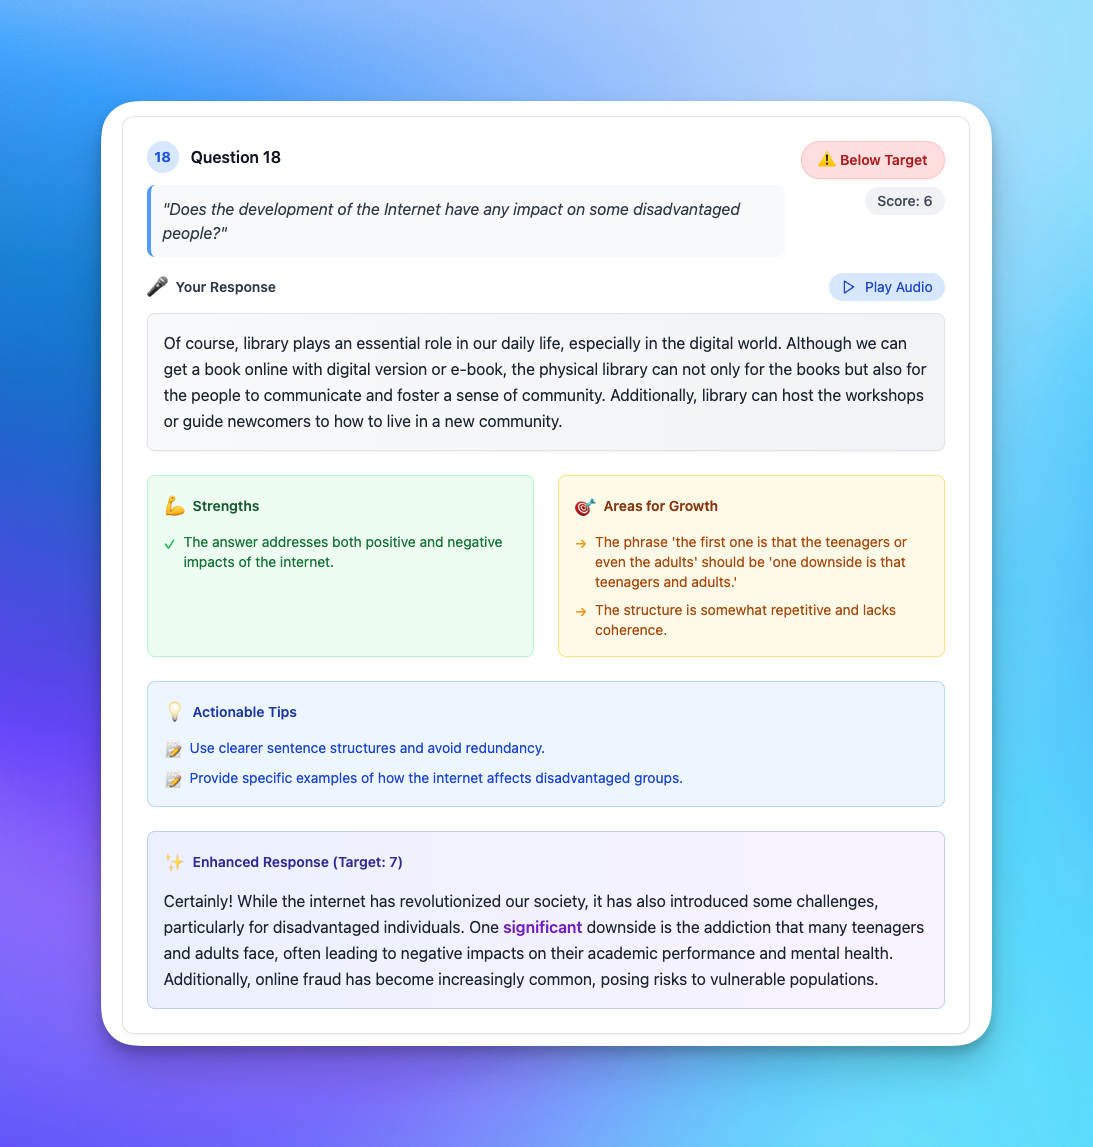 18 Question 18
⚠️ Below Target
Score: 6
"Does the development of the Internet have any impact on some disadvantaged
people?"
🎤 Your Response
Play Audio
Of course, library plays an essential role in our daily life, especially in the digital world. Although we can
get a book online with digital version or e-book, the physical library can not only for the books but also for
the people to communicate and foster a sense of community. Additionally, library can host the workshops
or guide newcomers to how to live in a new community.
💪 Strengths
✓ The answer addresses both positive and negative
impacts of the internet.
🎯 Areas for Growth
→ The phrase 'the first one is that the teenagers or
even the adults' should be 'one downside is that
teenagers and adults.'
→ The structure is somewhat repetitive and lacks
coherence.
💡 Actionable Tips
📝 Use clearer sentence structures and avoid redundancy.
📝 Provide specific examples of how the internet affects disadvantaged groups.
✨ Enhanced Response (Target: 7)
Certainly! While the internet has revolutionized our society, it has also introduced some challenges,
particularly for disadvantaged individuals. One significant downside is the addiction that many teenagers
and adults face, often leading to negative impacts on their academic performance and mental health.
Additionally, online fraud has become increasingly common, posing risks to vulnerable populations.